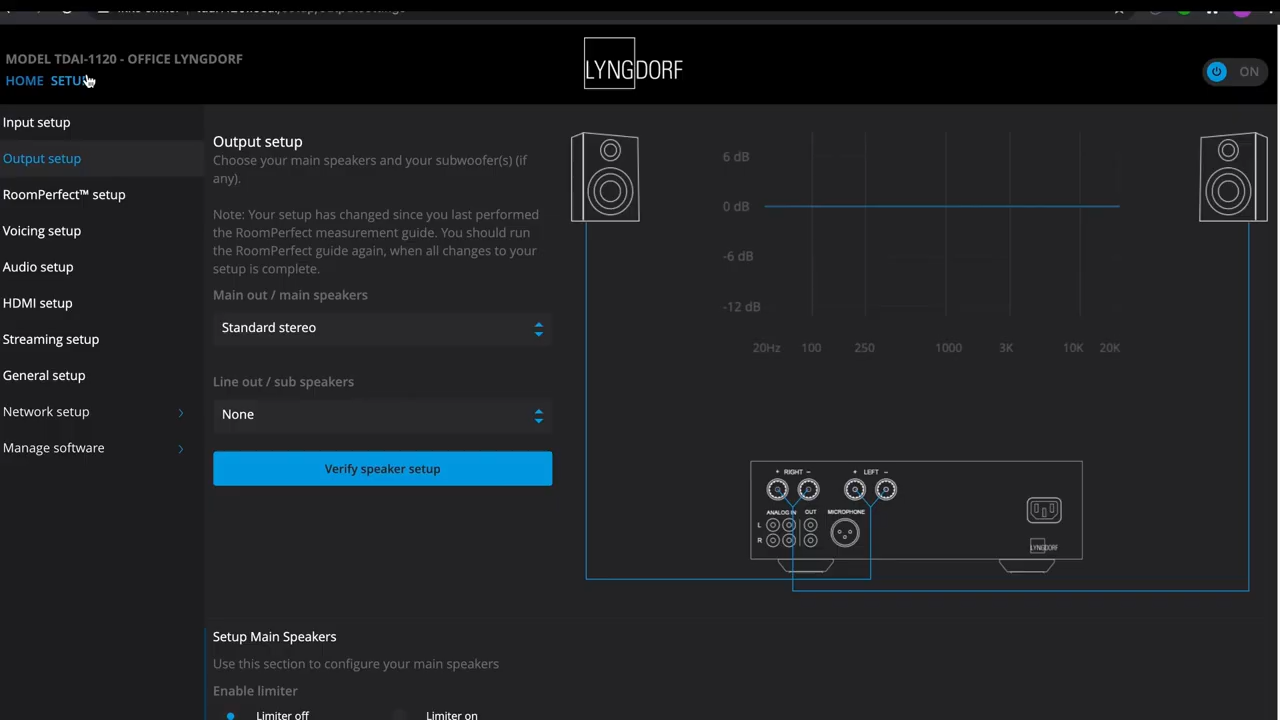 MODEL TDAI-1120 - OFFICE LYNGDORF
HOME SETUP
LYNGDORF
ON
Input setup
Output setup
RoomPerfect™ setup
Voicing setup
Audio setup
HDMI setup
Streaming setup
General setup
Network setup
Manage software
Output setup
Choose your main speakers and your subwoofer(s) (if
any).
Note: Your setup has changed since you last performed
the RoomPerfect measurement guide. You should run
the RoomPerfect guide again, when all changes to your
setup is complete.
Main out / main speakers
Standard stereo
Line out / sub speakers
None
Verify speaker setup
6 dB
0 dB
-6 dB
-12 dB
20Hz 100 250 1000 3K 10K 20K
+ RIGHT - + LEFT -
ANALOG IN OUT MICROPHONE
L
R
LYNGDORF
Setup Main Speakers
Use this section to configure your main speakers
Enable limiter
Limiter off Limiter on